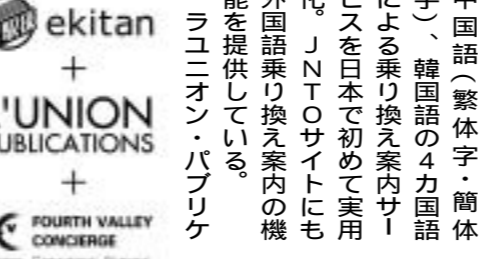 中国語（繁体字・簡体
字）、韓国語の4カ国語
による乗り換え案内サー
ビスを日本で初めて実用
化。JNTOサイトにも
外国語乗り換え案内の機
能を提供している。
ラユニオン・パブリケ
ekitan
+
L'UNION
PUBLICATIONS
+
FOURTH VALLEY
CONCIERGE